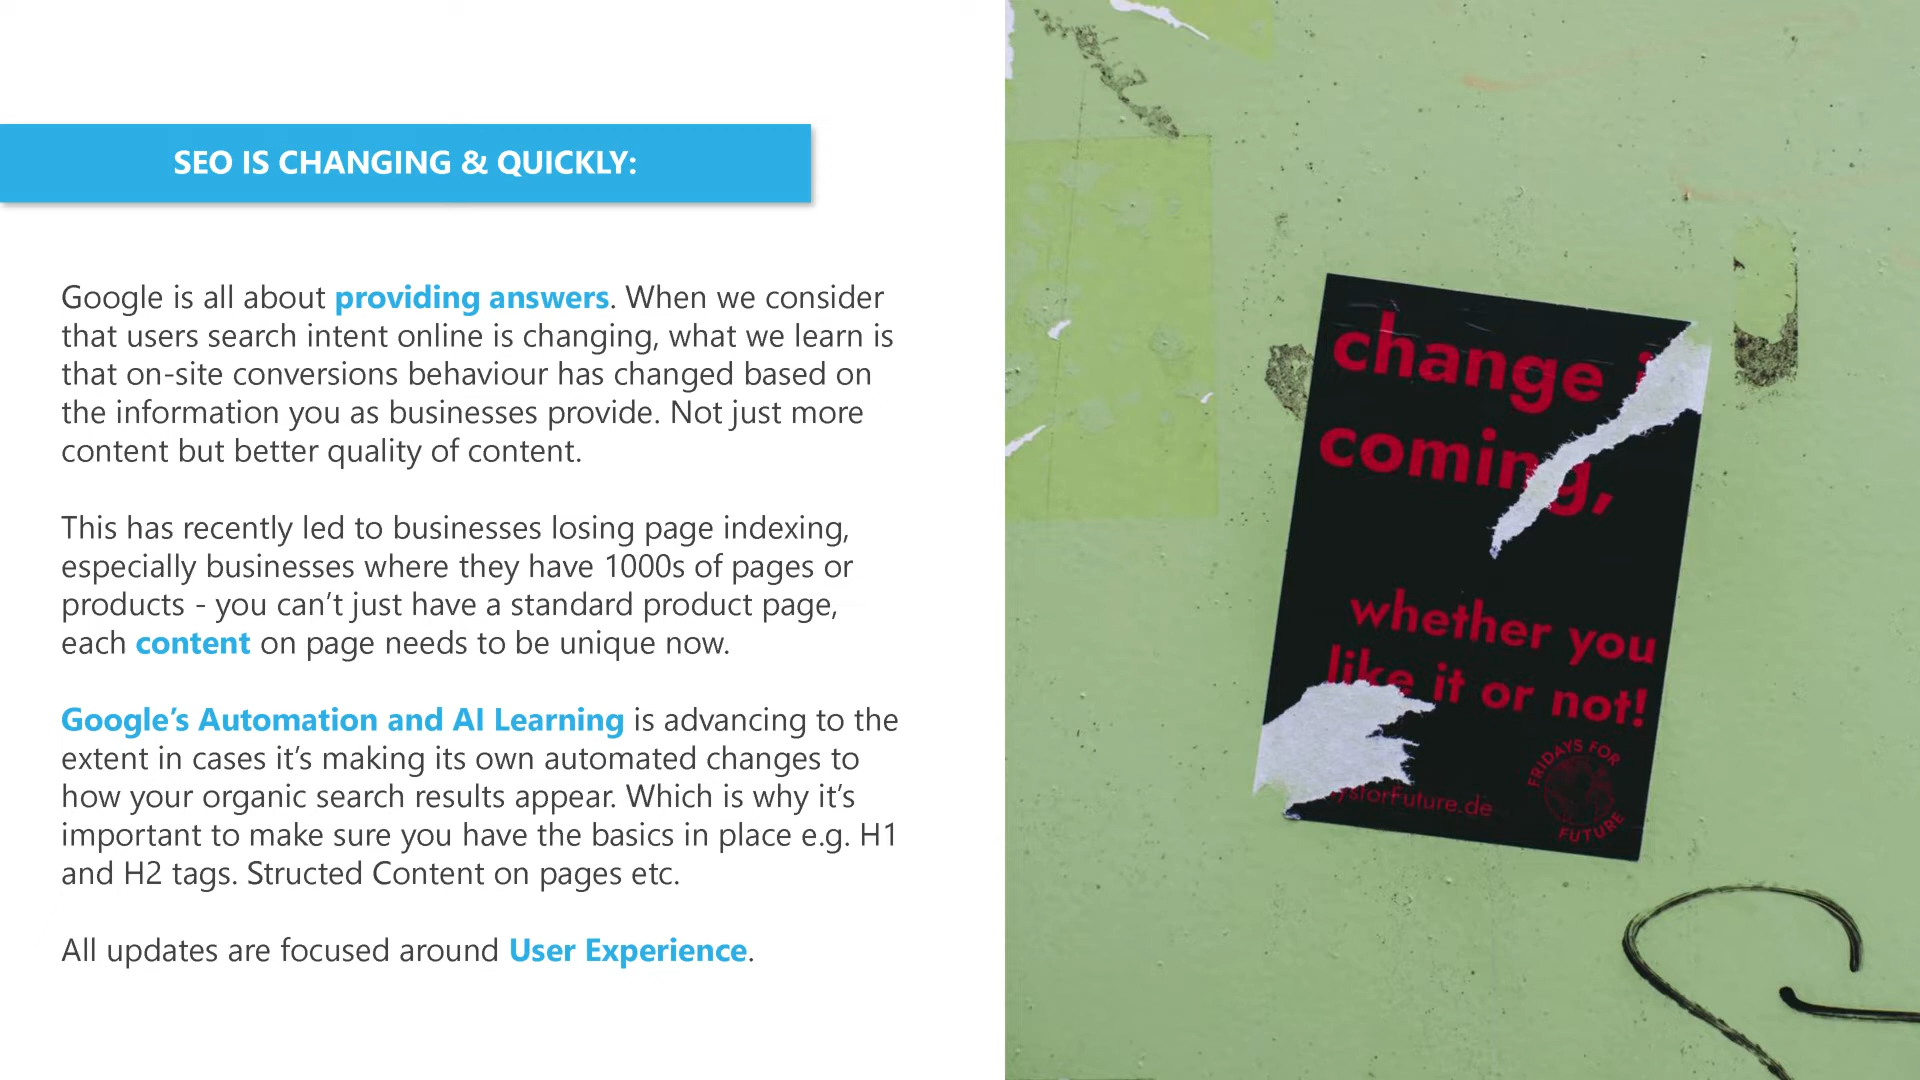 SEO IS CHANGING & QUICKLY:
Google is all about providing answers. When we consider
that users search intent online is changing, what we learn is
that on-site conversions behaviour has changed based on
the information you as businesses provide. Not just more
content but better quality of content.
This has recently led to businesses losing page indexing,
especially businesses where they have 1000s of pages or
products - you can’t just have a standard product page,
each content on page needs to be unique now.
Google’s Automation and AI Learning is advancing to the
extent in cases it’s making its own automated changes to
how your organic search results appear. Which is why it’s
important to make sure you have the basics in place e.g. H1
and H2 tags. Structed Content on pages etc.
All updates are focused around User Experience.
change
coming,
whether you
like it or not!
FRIDAYS FOR
FUTURE
ysforFuture.de